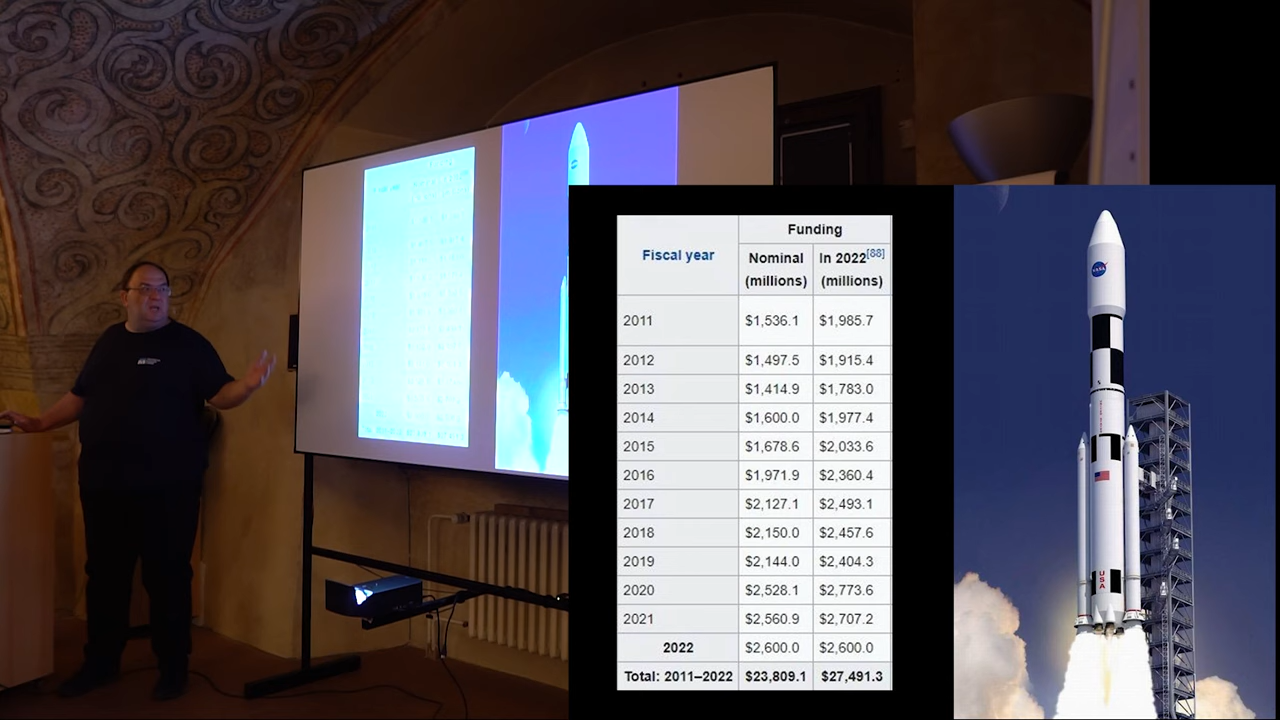 Fiscal year
Funding
Nominal (millions)
In 2022[88] (millions)
2011 $1,536.1 $1,985.7
2012 $1,497.5 $1,915.4
2013 $1,414.9 $1,783.0
2014 $1,600.0 $1,977.4
2015 $1,678.6 $2,033.6
2016 $1,971.9 $2,360.4
2017 $2,127.1 $2,493.1
2018 $2,150.0 $2,457.6
2019 $2,144.0 $2,404.3
2020 $2,528.1 $2,773.6
2021 $2,560.9 $2,707.2
2022 $2,600.0 $2,600.0
Total: 2011–2022 $23,809.1 $27,491.3
NASA
USA